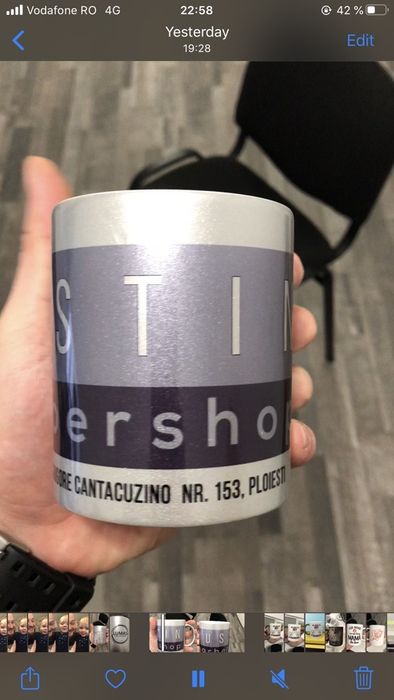 Vodafone RO 4G 22:58 42 %
Yesterday
19:28
Edit
S T I
ershop
CANTACUZINO NR. 153, PLOIESTI